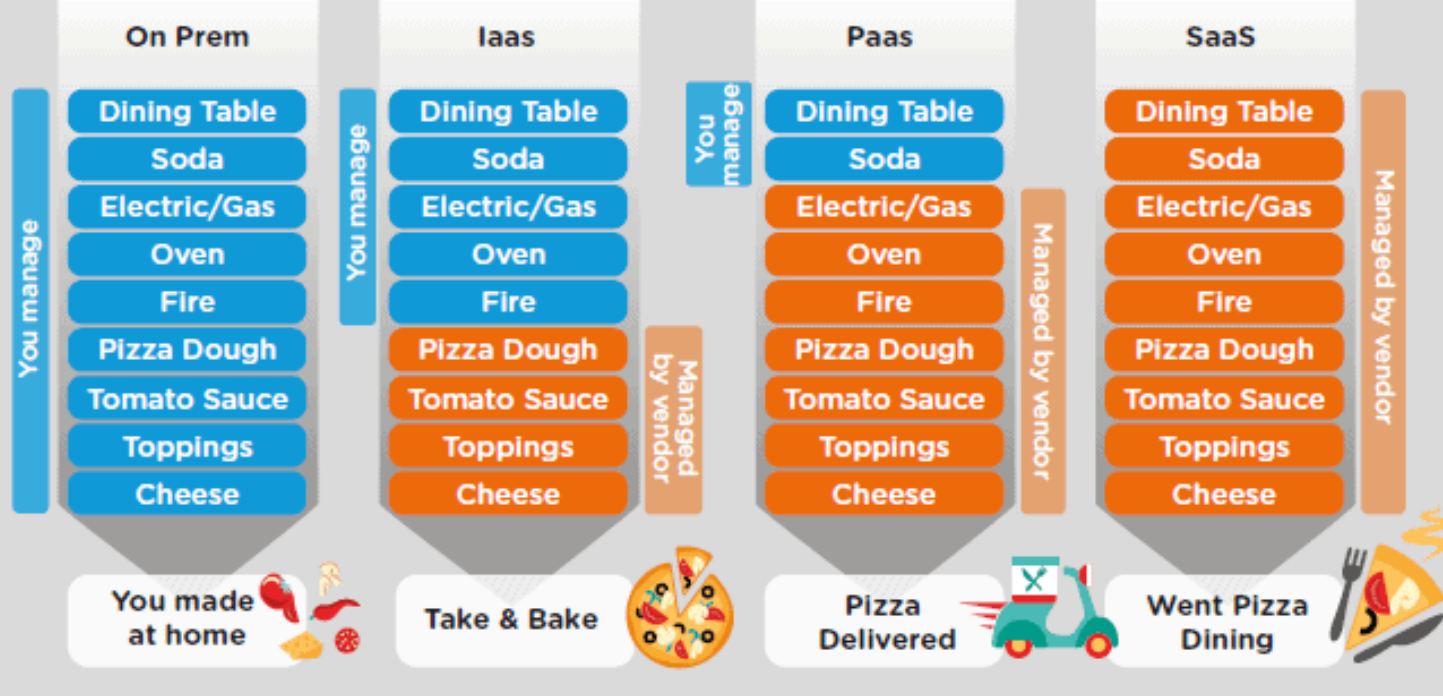 On Prem
You manage
Dining Table
Soda
Electric/Gas
Oven
Fire
Pizza Dough
Tomato Sauce
Toppings
Cheese
You made
at home
Iaas
You manage
Dining Table
Soda
Electric/Gas
Oven
Fire
Pizza Dough
Tomato Sauce
Toppings
Cheese
Managed
by vendor
Take & Bake
Paas
You
manage
Dining Table
Soda
Electric/Gas
Oven
Fire
Pizza Dough
Tomato Sauce
Toppings
Cheese
Managed by vendor
Pizza
Delivered
SaaS
Dining Table
Soda
Electric/Gas
Oven
Fire
Pizza Dough
Tomato Sauce
Toppings
Cheese
Managed by vendor
Went Pizza
Dining